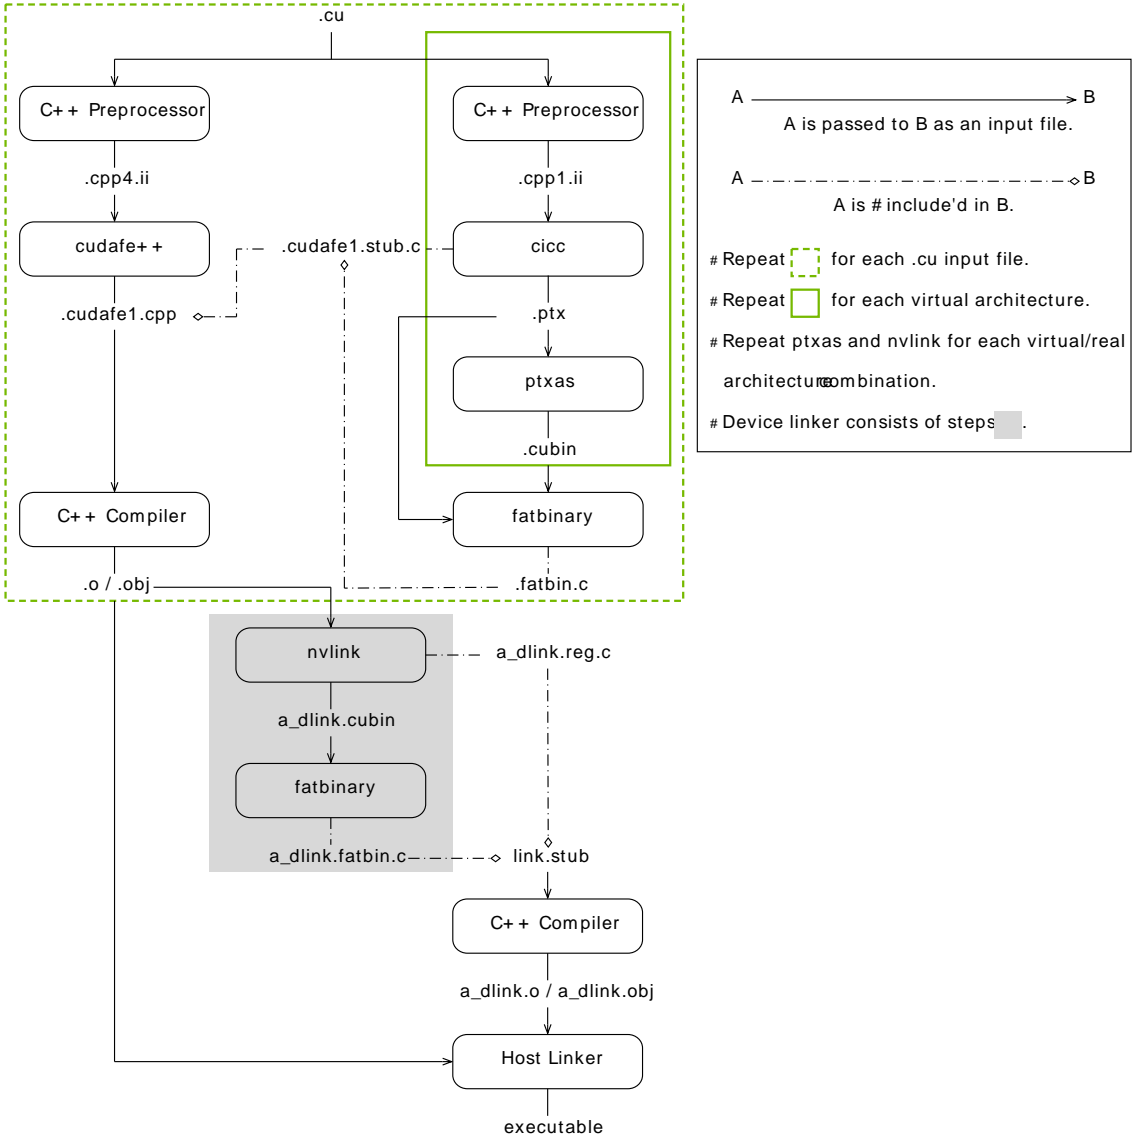 .cu
C++ Preprocessor
C++ Preprocessor
.cpp4.ii
.cpp1.ii
cudafe++
.cudafe1.stub.c
cicc
.cudafe1.cpp
.ptx
ptxas
.cubin
C++ Compiler
fatbinary
.o / .obj
.fatbin.c
nvlink
a_dlink.reg.c
a_dlink.cubin
fatbinary
a_dlink.fatbin.c
link.stub
C++ Compiler
a_dlink.o / a_dlink.obj
Host Linker
executable
A B
A is passed to B as an input file.
A B
A is #include'd in B.
# Repeat for each .cu input file.
# Repeat for each virtual architecture.
# Repeat ptxas and nvlink for each virtual/real
architecture combination.
# Device linker consists of steps .